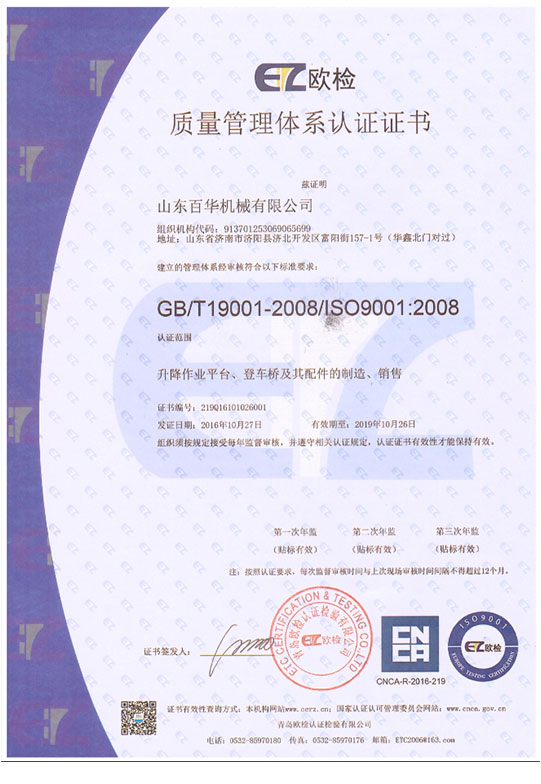 EZ欧检
质量管理体系认证证书
兹证明
山东百华机械有限公司
组织机构代码：913701253069065699
地址：山东省济南市济阳县济北开发区富阳街157-1号（华鑫北门对过）
建立的管理体系经审核符合以下标准要求：
GB/T19001-2008/ISO9001:2008
认证范围
升降作业平台、登车桥及其配件的制造、销售
证书编号：219Q16101026001
发证日期：2016年10月27日 有效期至：2019年10月26日
组织须按规定接受每年监督审核，并遵守相关认证规定，认证证书有效性才能保持有效。
第一次年监 第二次年监 第三次年监
（贴标有效） （贴标有效） （贴标有效）
注：按照认证要求，每次监督审核时间与上次现场审核时间间隔不得超过12个月。
ETC CERTIFICATION & TESTING CO.,LTD
青岛欧检认证检验有限公司
EZ欧检
证书签发人：
CNCA
CNCA-R-2016-219
ISO9001
EZ欧检
EUROPE TESTING CERTIFICATION
证书有效性查询方式：本机构网站www.cerz.cn；国家认证认可管理委员会网站：www.cnca.gov.cn
青岛欧检认证检验有限公司
电话：0532-85970180 传真：0532-85970176 邮箱：ETC2006@163.com